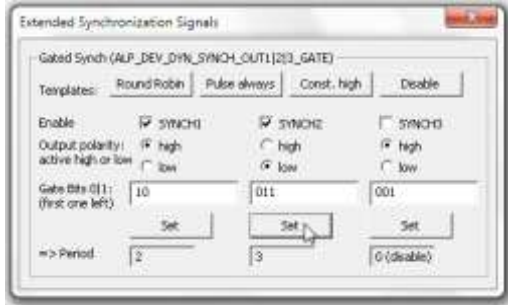 Extended Synchronization Signals
Gated Synch (ALP_DEV_DYN_SYNCH_OUT1|2|3_GATE)
Templates: Round Robin Pulse always Const. high Disable
Enable SYNCH1 SYNCH2 SYNCH3
Output polarity: high high high
active high or low low low low
Gate Bits 0|1: 10 011 001
(first one left)
Set Set Set
=> Period 2 3 0 (disable)